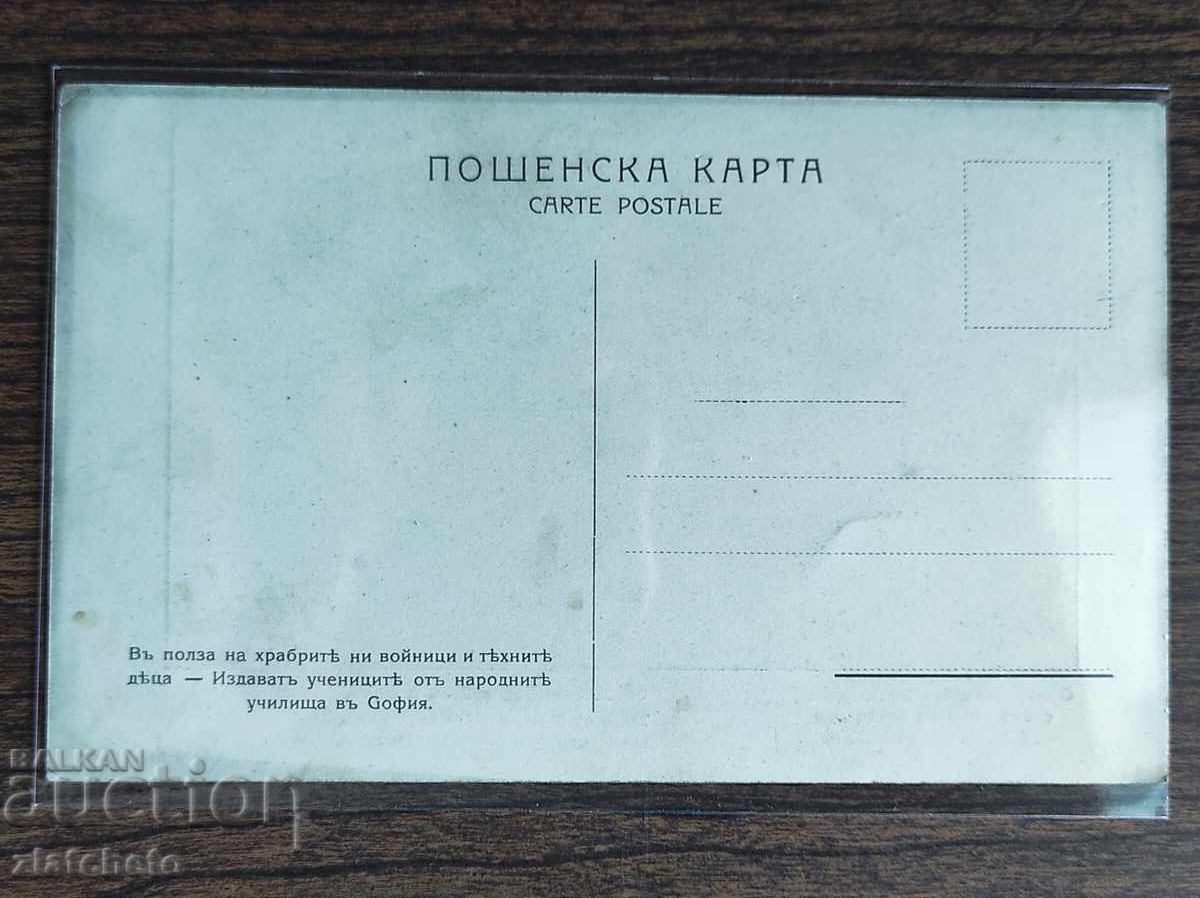 ПОЩЕНСКА КАРТА
CARTE POSTALE
Въ полза на храбритѣ ни войници и тѣхнитѣ
дѣца — Издаватъ ученицитѣ отъ народнитѣ
училища въ София.
BALKAN
auction
zlatcheto